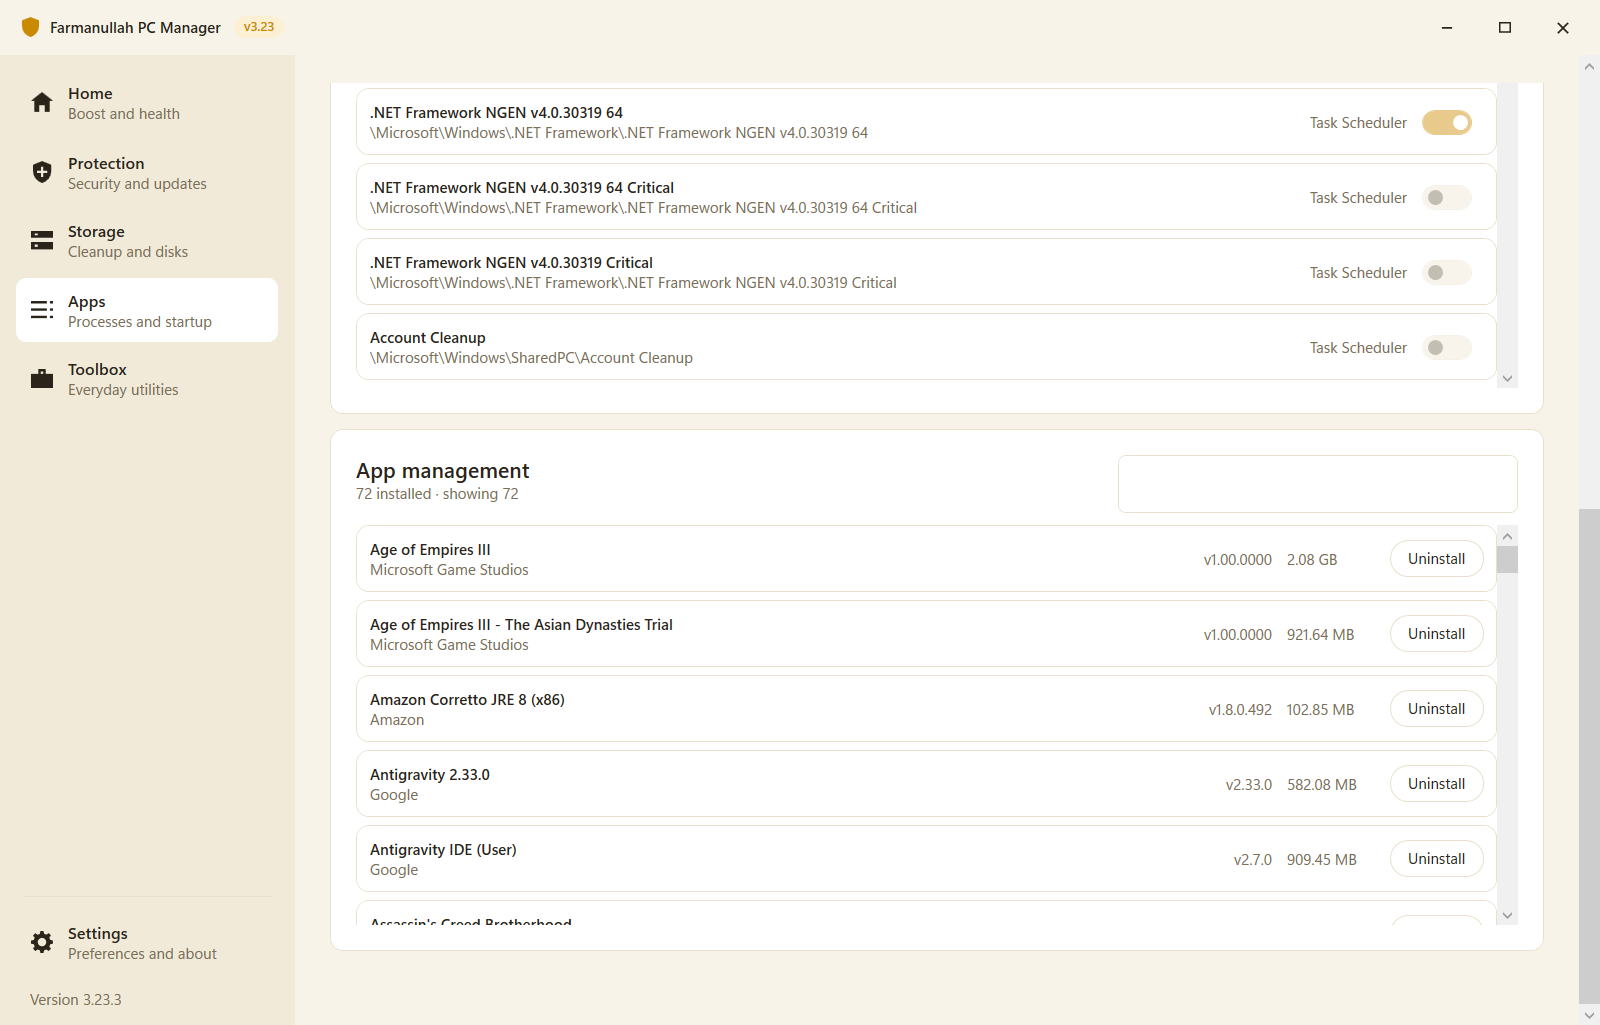 Farmanullah PC Manager v3.23
Home
Boost and health
Protection
Security and updates
Storage
Cleanup and disks
Apps
Processes and startup
Toolbox
Everyday utilities
Settings
Preferences and about
Version 3.23.3
.NET Framework NGEN v4.0.30319 64
\Microsoft\Windows\.NET Framework\.NET Framework NGEN v4.0.30319 64
Task Scheduler
.NET Framework NGEN v4.0.30319 64 Critical
\Microsoft\Windows\.NET Framework\.NET Framework NGEN v4.0.30319 64 Critical
Task Scheduler
.NET Framework NGEN v4.0.30319 Critical
\Microsoft\Windows\.NET Framework\.NET Framework NGEN v4.0.30319 Critical
Task Scheduler
Account Cleanup
\Microsoft\Windows\SharedPC\Account Cleanup
Task Scheduler
App management
72 installed · showing 72
Age of Empires III
Microsoft Game Studios
v1.00.0000 2.08 GB Uninstall
Age of Empires III - The Asian Dynasties Trial
Microsoft Game Studios
v1.00.0000 921.64 MB Uninstall
Amazon Corretto JRE 8 (x86)
Amazon
v1.8.0.492 102.85 MB Uninstall
Antigravity 2.33.0
Google
v2.33.0 582.08 MB Uninstall
Antigravity IDE (User)
Google
v2.7.0 909.45 MB Uninstall
Assassin's Creed Brotherhood